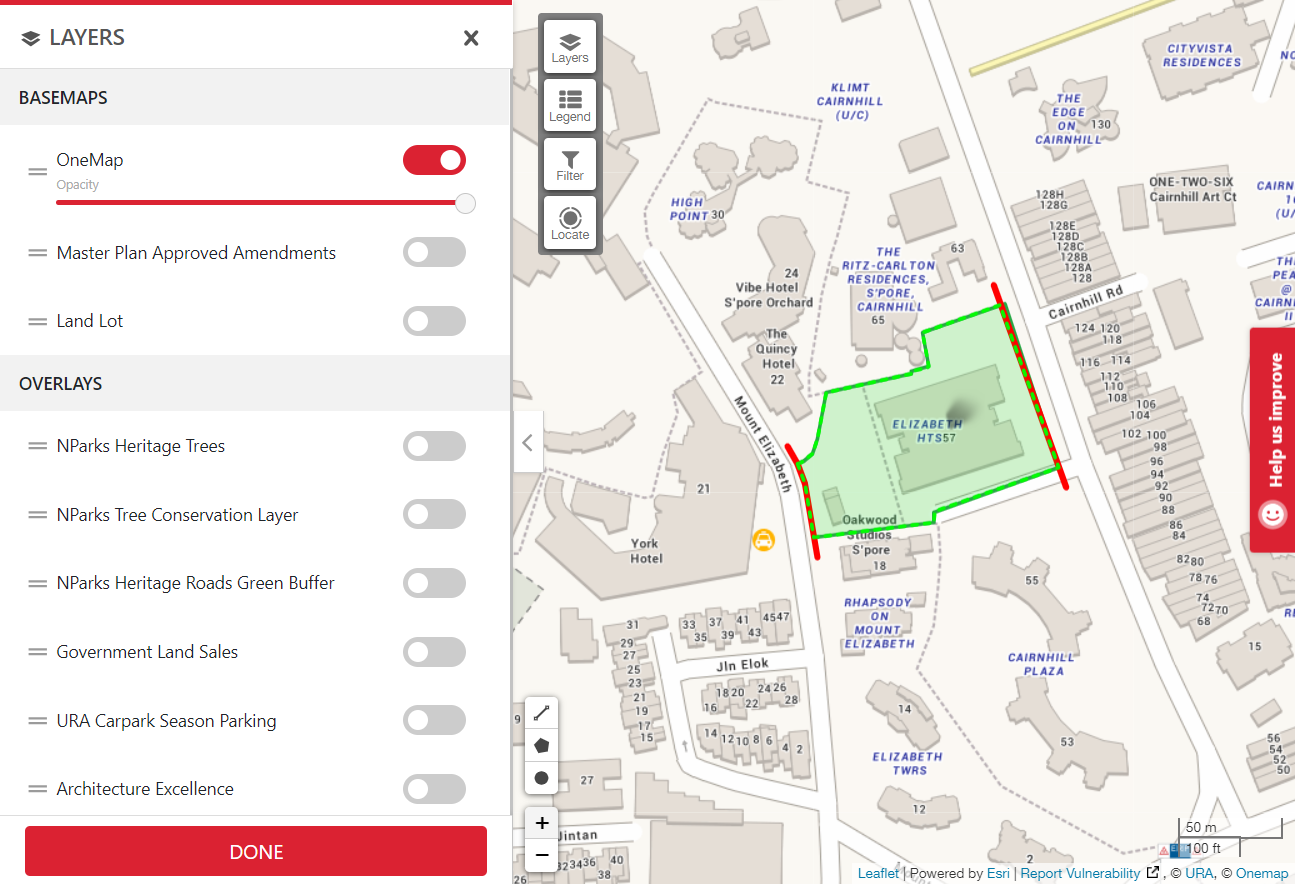 LAYERS
BASEMAPS
OneMap
Opacity
Master Plan Approved Amendments
Land Lot
OVERLAYS
NParks Heritage Trees
NParks Tree Conservation Layer
NParks Heritage Roads Green Buffer
Government Land Sales
URA Carpark Season Parking
Architecture Excellence
DONE
Layers
Legend
Filter
Locate
KLIMT
CAIRNHILL
(U/C)
CITYVISTA
RESIDENCES
THE
EDGE
ON
CAIRNHILL
130
ONE-TWO-SIX
Cairnhill Art Ct
CAIRN
(U/
HIGH
POINT 30
128H
128G
128E
128D
128C
128B
128A
128
THE
RITZ-CARLTON
RESIDENCES,
S'PORE,
CAIRNHILL
65
63
24
Vibe Hotel
S'pore Orchard
The
Quincy
Hotel
22
TH
PEA
@
CAIRN
II
Cairnhill Rd
124 120
118
116 114
112
110
108
106
104
102 100
98
96
94
92
90
88
86
84
82 80
78 76
74
72 70
68
Mount Elizabeth
ELIZABETH
HTS57
21
York
Hotel
Oakwood
Studios
S'pore
18
55
RHAPSODY
ON
MOUNT
ELIZABETH
CAIRNHILL
PLAZA
15
31
29
27
25
23
21
19
17
15
33 37 41 45 47
35 39 43
Jln Elok
18 20 24 26
16 22 28
14 12 10 8 6 4 2
14
53
ELIZABETH
TWRS
12
27
9
Jintan
40
32 34 36 38
26
2
56
54
52
50
+
−
50 m
100 ft
Help us improve
Leaflet | Powered by Esri | Report Vulnerability , © URA, © Onemap